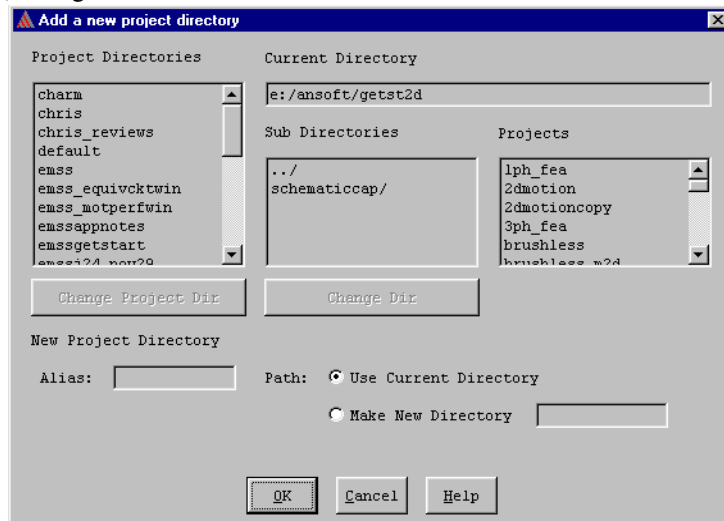 Add a new project directory
Project Directories
charm
chris
chris_reviews
default
emss
emss_equivcktwin
emss_motperfwin
emssappnotes
emssgetstart
Change Project Dir
Current Directory
e:/ansoft/getst2d
Sub Directories
../
schematiccap/
Change Dir
Projects
1ph_fea
2dmotion
2dmotioncopy
3ph_fea
brushless
brushless_m2d
New Project Directory
Alias:
Path:
Use Current Directory
Make New Directory
OK
Cancel
Help